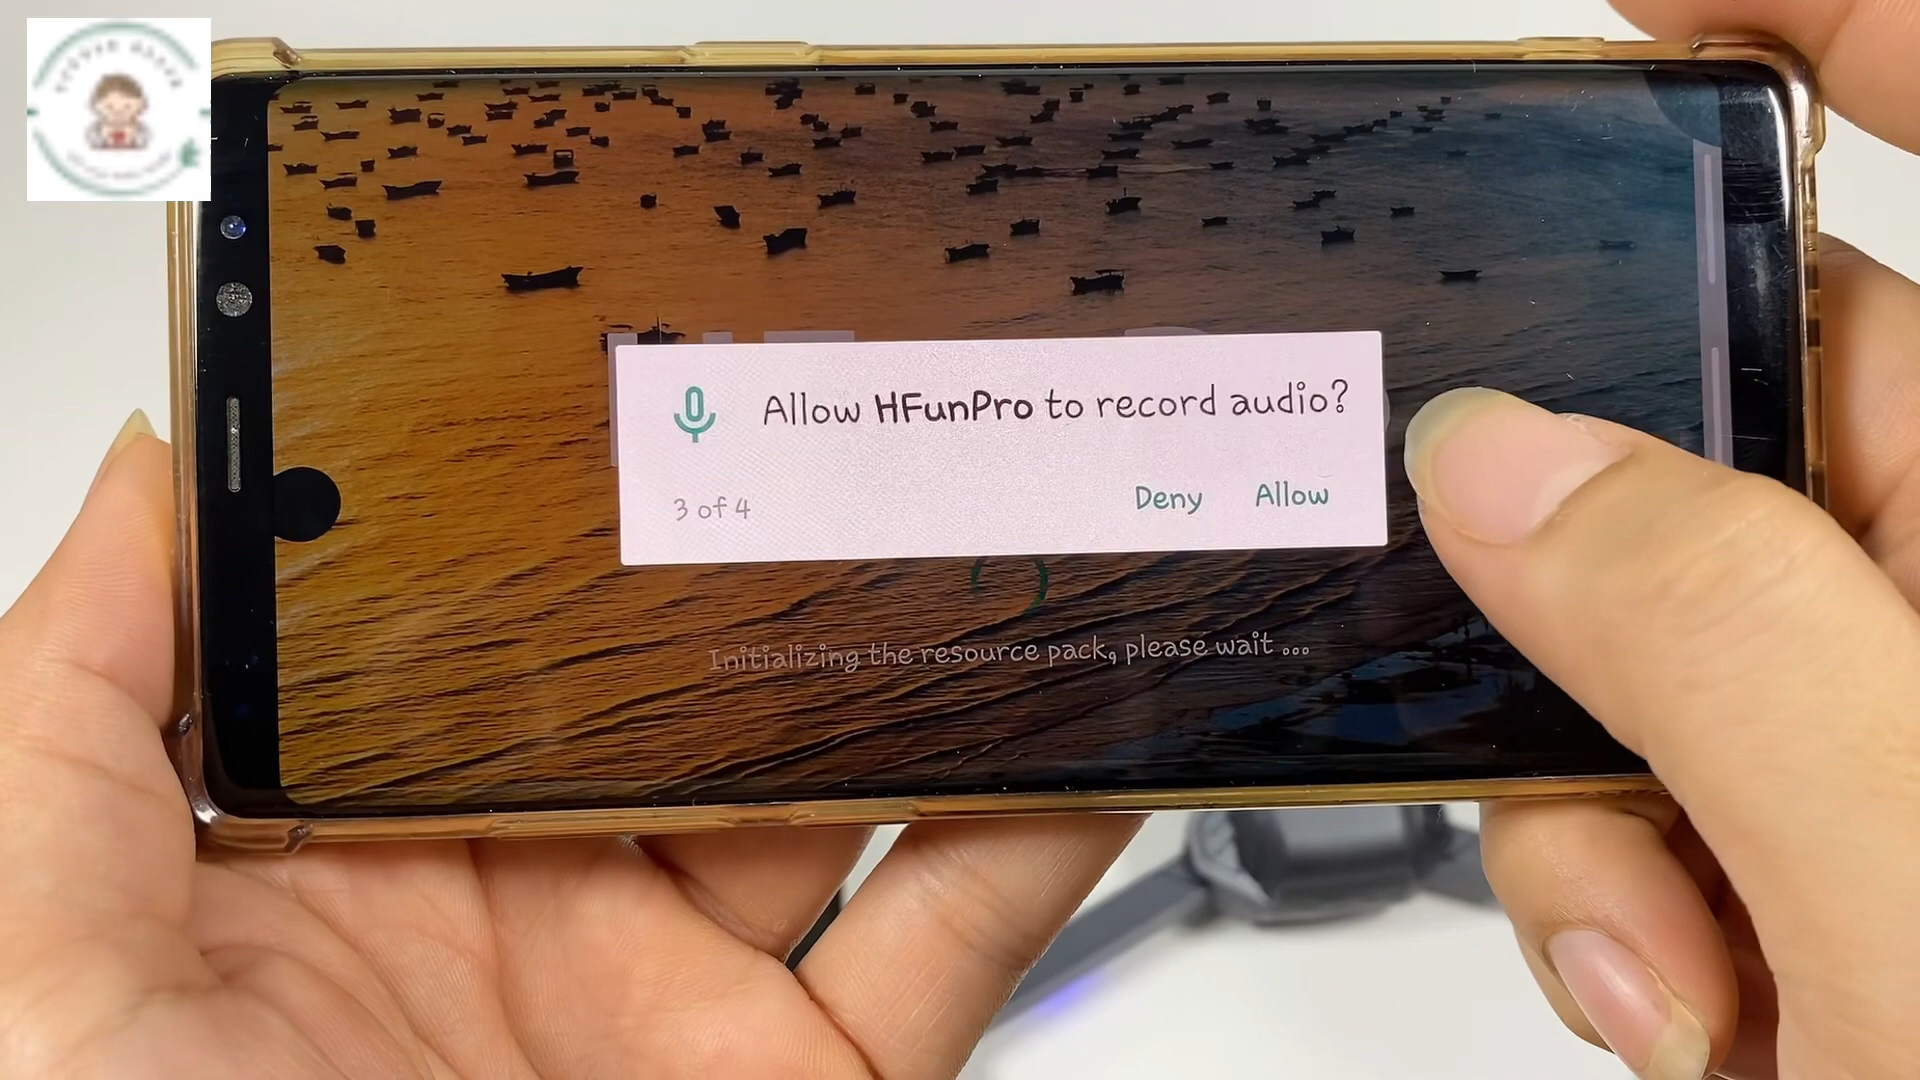 Allow HFunPro to record audio?
3 of 4
Deny
Allow
Initializing the resource pack, please wait ...